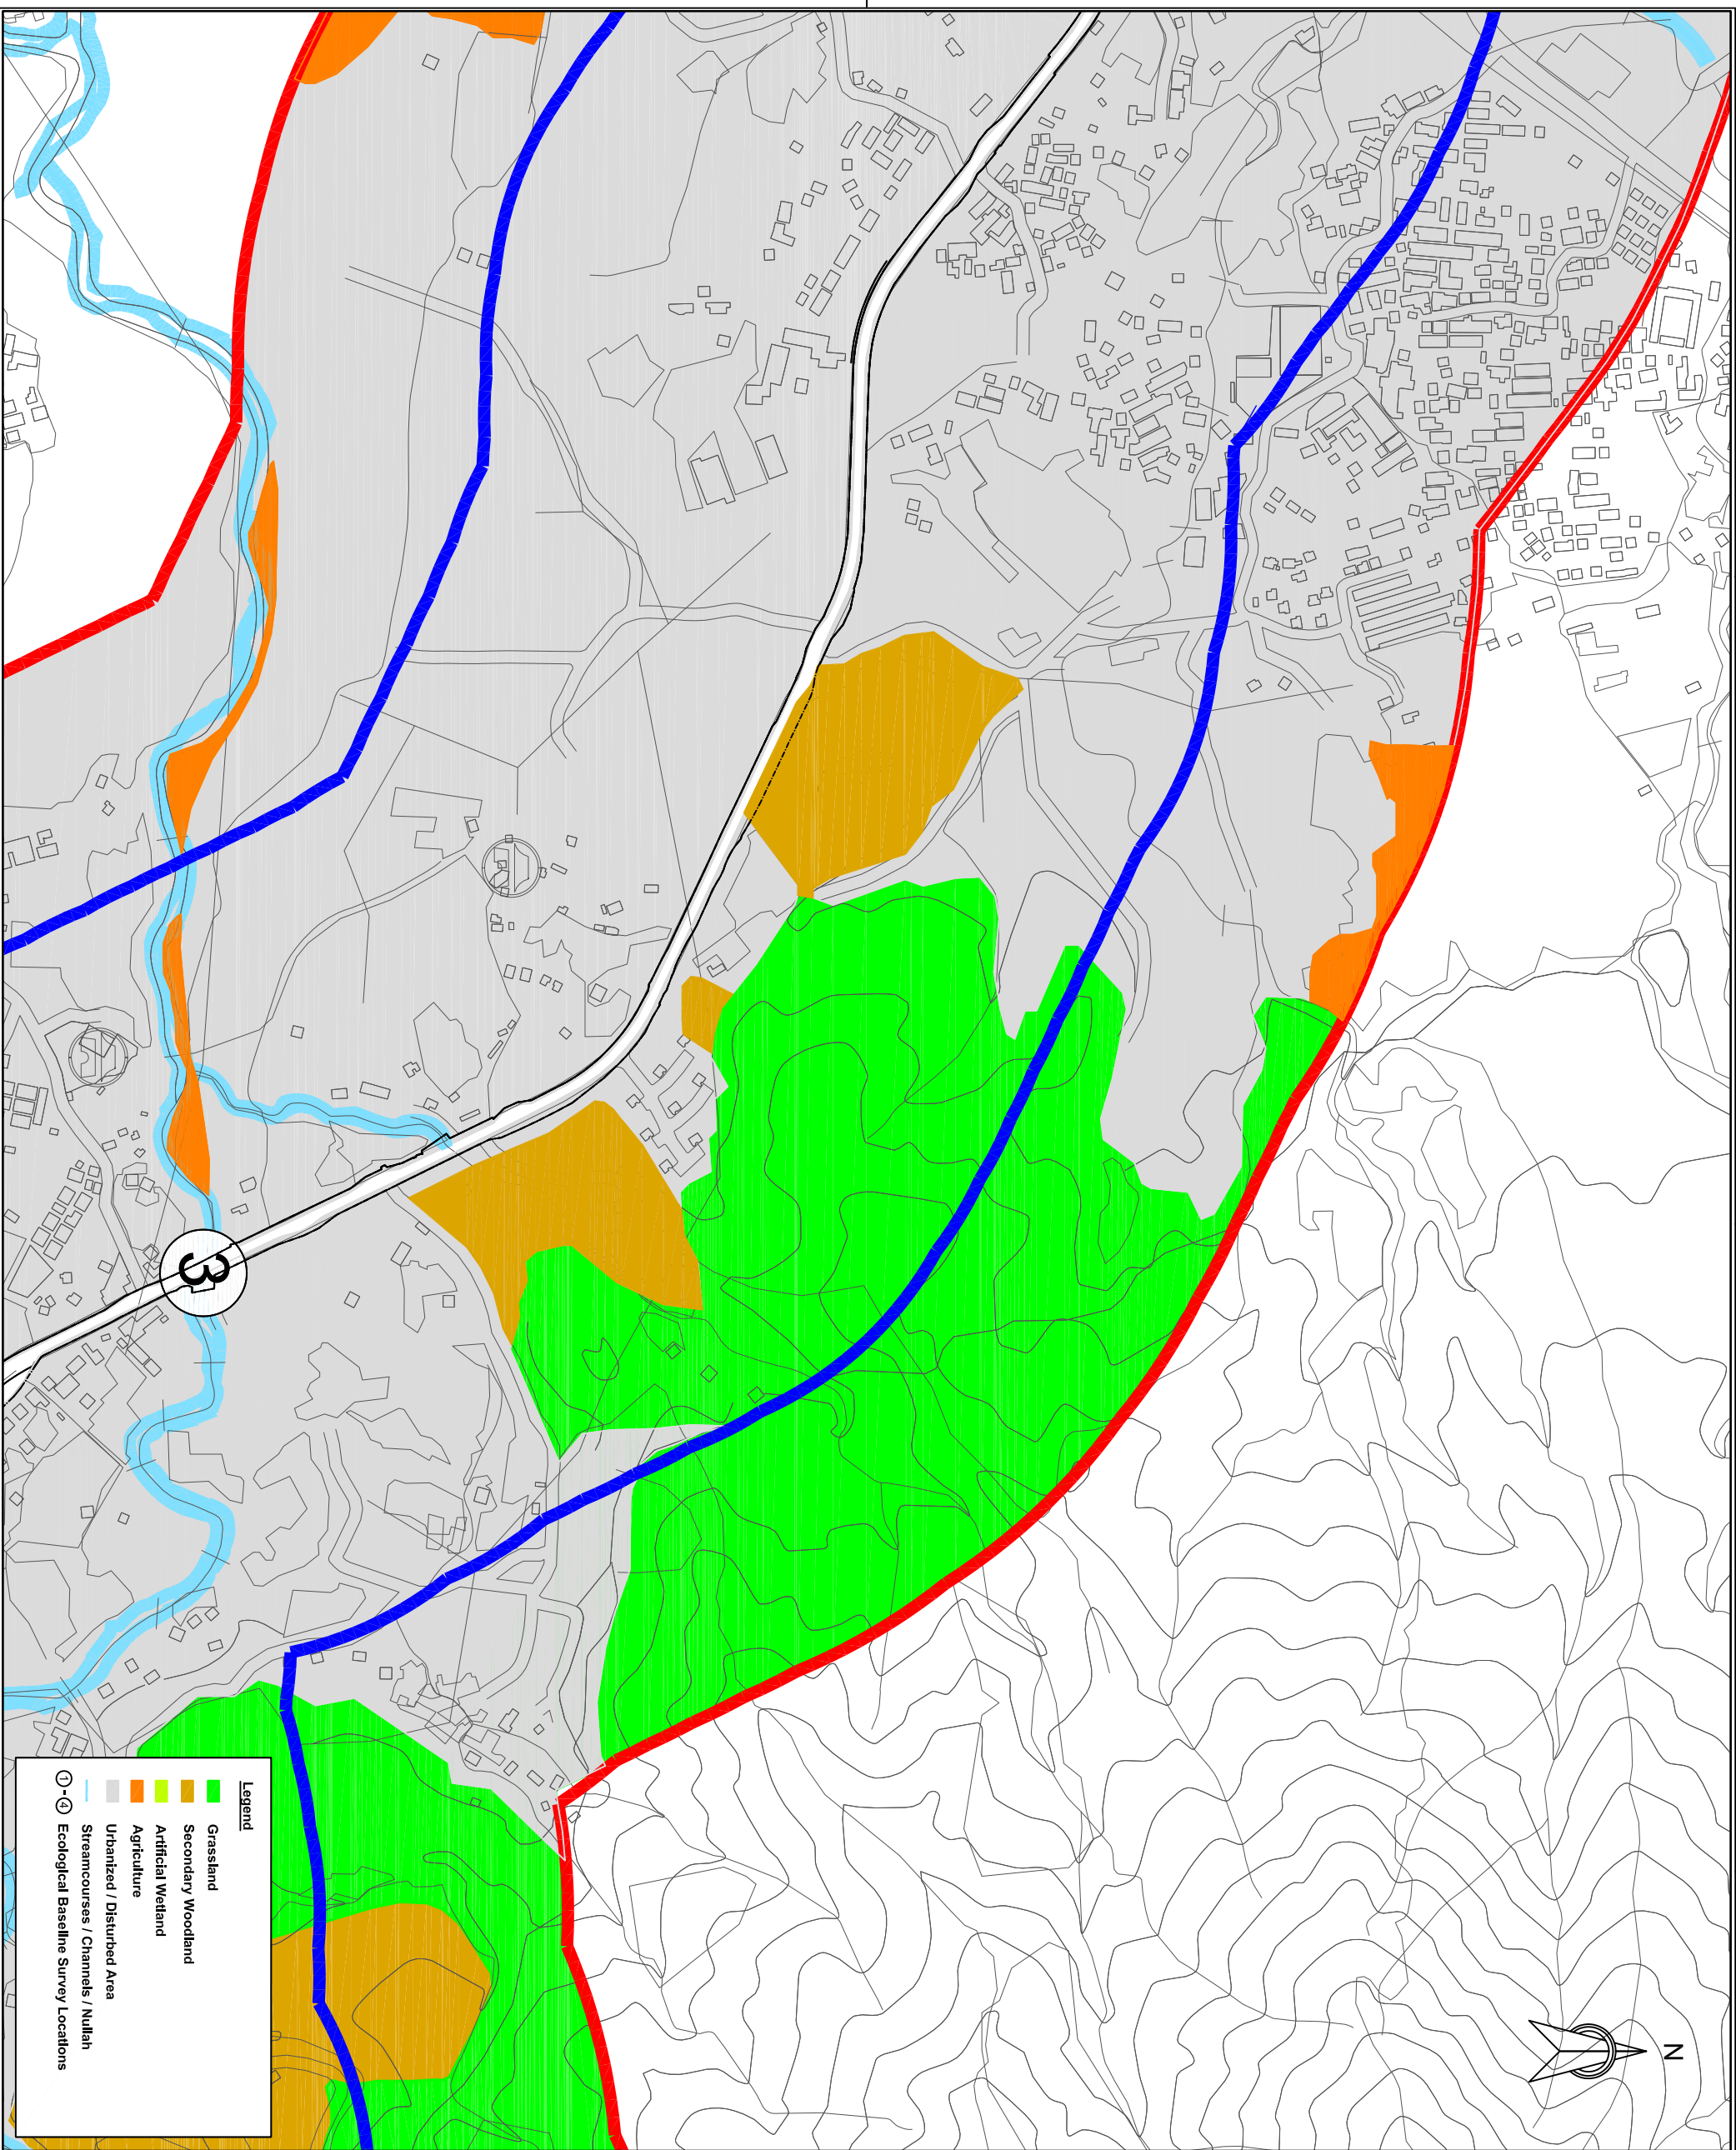 N
3
Legend
Grassland
Secondary Woodland
Artificial Wetland
Agriculture
Urbanized / Disturbed Area
Streamcourses / Channels / Nullah
①-④ Ecological Baseline Survey Locations